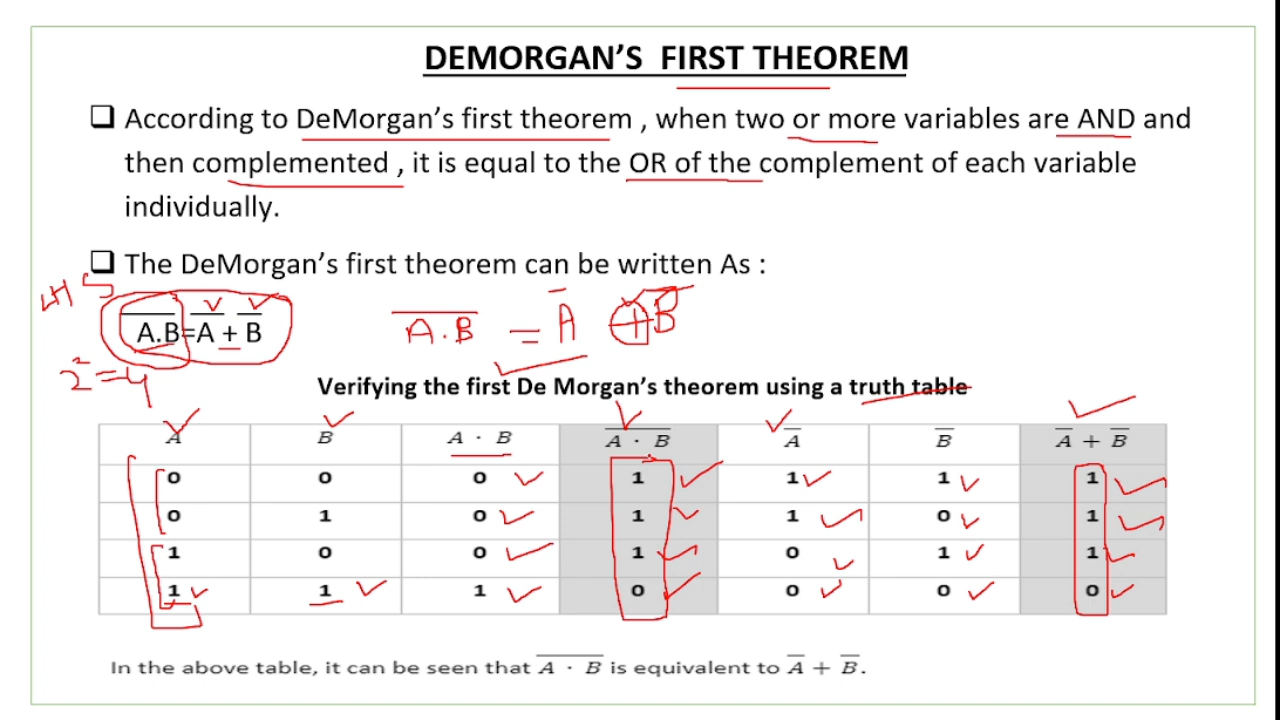 DEMORGAN’S FIRST THEOREM
❑ According to DeMorgan’s first theorem , when two or more variables are AND and
then complemented , it is equal to the OR of the complement of each variable
individually.
❑ The DeMorgan’s first theorem can be written As :
LHS
A̅.̅B̅=A̅ + B̅
A̅.̅B̅ = A̅ + B̅
2²=4
Verifying the first De Morgan’s theorem using a truth table
A B A · B A̅ ̅·̅ ̅B̅ A̅ B̅ A̅ + B̅
0 0 0 1 1 1 1
0 1 0 1 1 0 1
1 0 0 1 0 1 1
1 1 1 0 0 0 0
In the above table, it can be seen that A̅ ̅·̅ ̅B̅ is equivalent to A̅ + B̅.